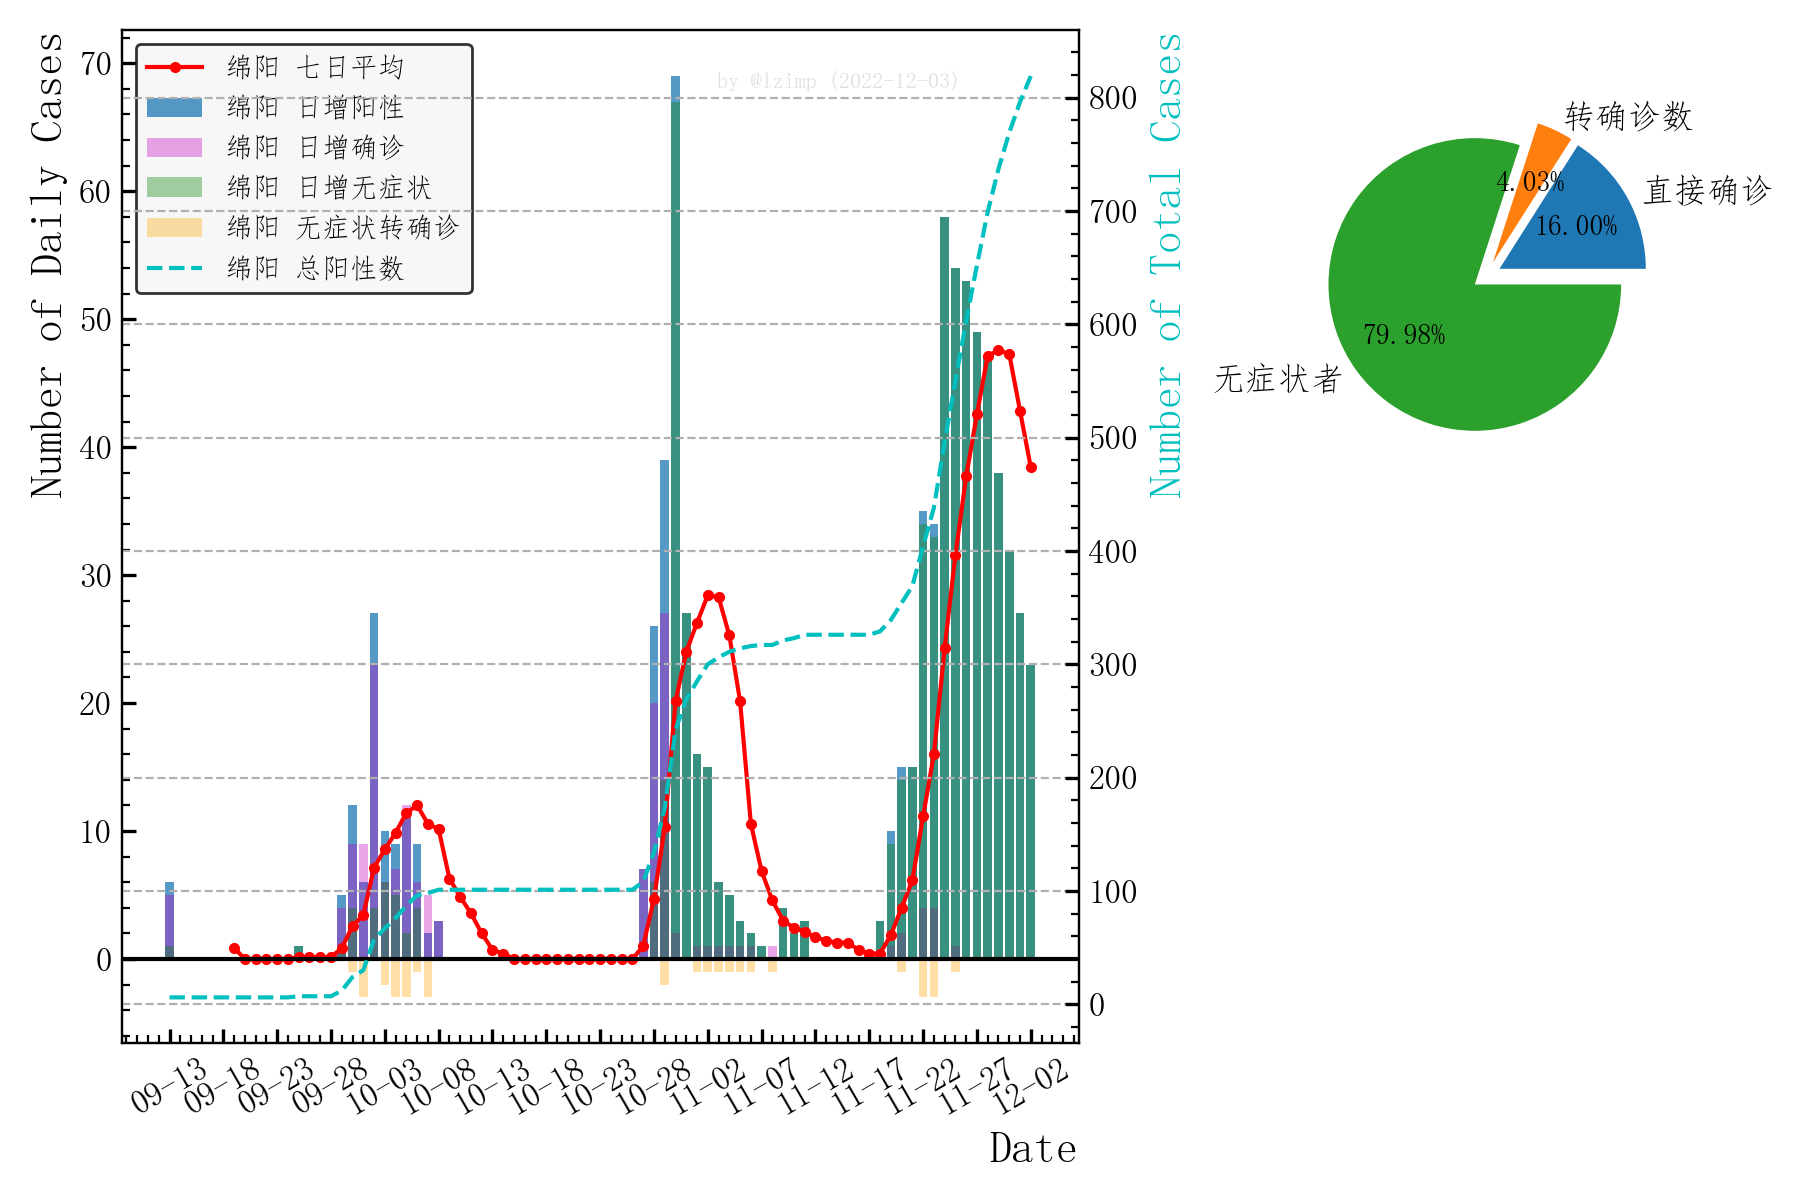 Number of Daily Cases
70
60
50
40
30
20
10
0
绵阳 七日平均
绵阳 日增阳性
绵阳 日增确诊
绵阳 日增无症状
绵阳 无症状转确诊
绵阳 总阳性数
by @lzimp (2022-12-03)
09-13
09-18
09-23
09-28
10-03
10-08
10-13
10-18
10-23
10-28
11-02
11-07
11-12
11-17
11-22
11-27
12-02
Date
800
700
600
500
400
300
200
100
0
Number of Total Cases
转确诊数
4.03%
直接确诊
16.00%
79.98%
无症状者